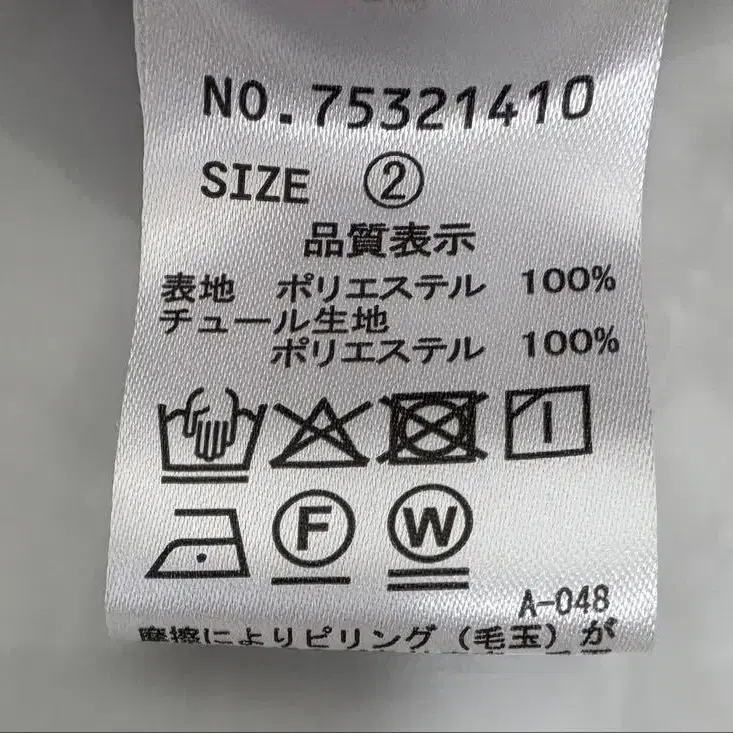 NO.75321410
SIZE ②
品質表示
表地 ポリエステル 100%
チュール生地
ポリエステル 100%
F W
A-048
摩擦によりピリング(毛玉)が